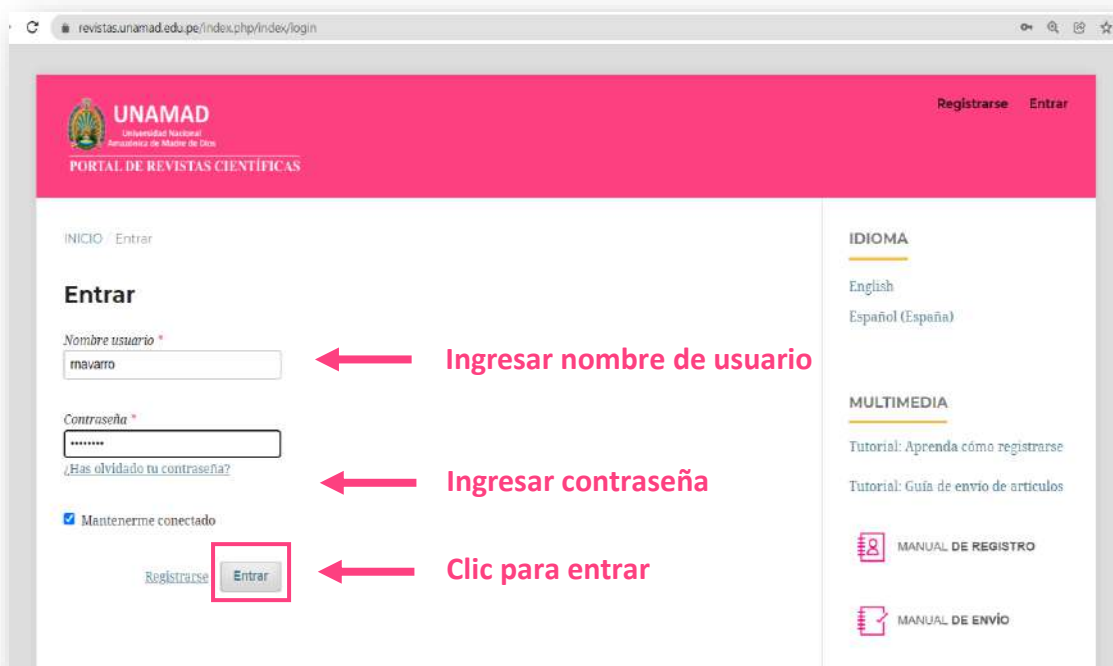 revistas.unamad.edu.pe/index.php/index/login
Registrarse Entrar
UNAMAD
Universidad Nacional
Amazónica de Madre de Dios
PORTAL DE REVISTAS CIENTÍFICAS
INICIO / Entrar
Entrar
Nombre usuario *
rnavarro
Ingresar nombre de usuario
Contraseña *
••••••••
¿Has olvidado tu contraseña?
Ingresar contraseña
Mantenerme conectado
Registrarse Entrar
Clic para entrar
IDIOMA
English
Español (España)
MULTIMEDIA
Tutorial: Aprenda cómo registrarse
Tutorial: Guía de envío de artículos
MANUAL DE REGISTRO
MANUAL DE ENVÍO